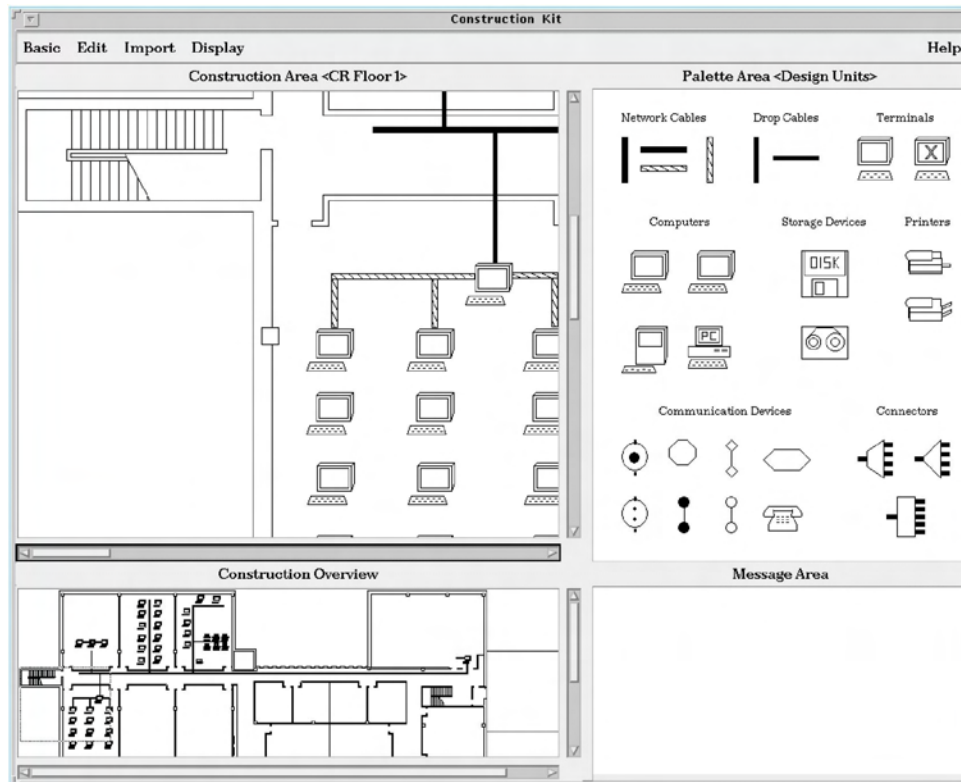 Construction Kit
Basic Edit Import Display Help
Construction Area <CR Floor 1>
Palette Area <Design Units>
Network Cables Drop Cables Terminals
X
Computers Storage Devices Printers
DISK
PC
Communication Devices Connectors
Construction Overview
Message Area